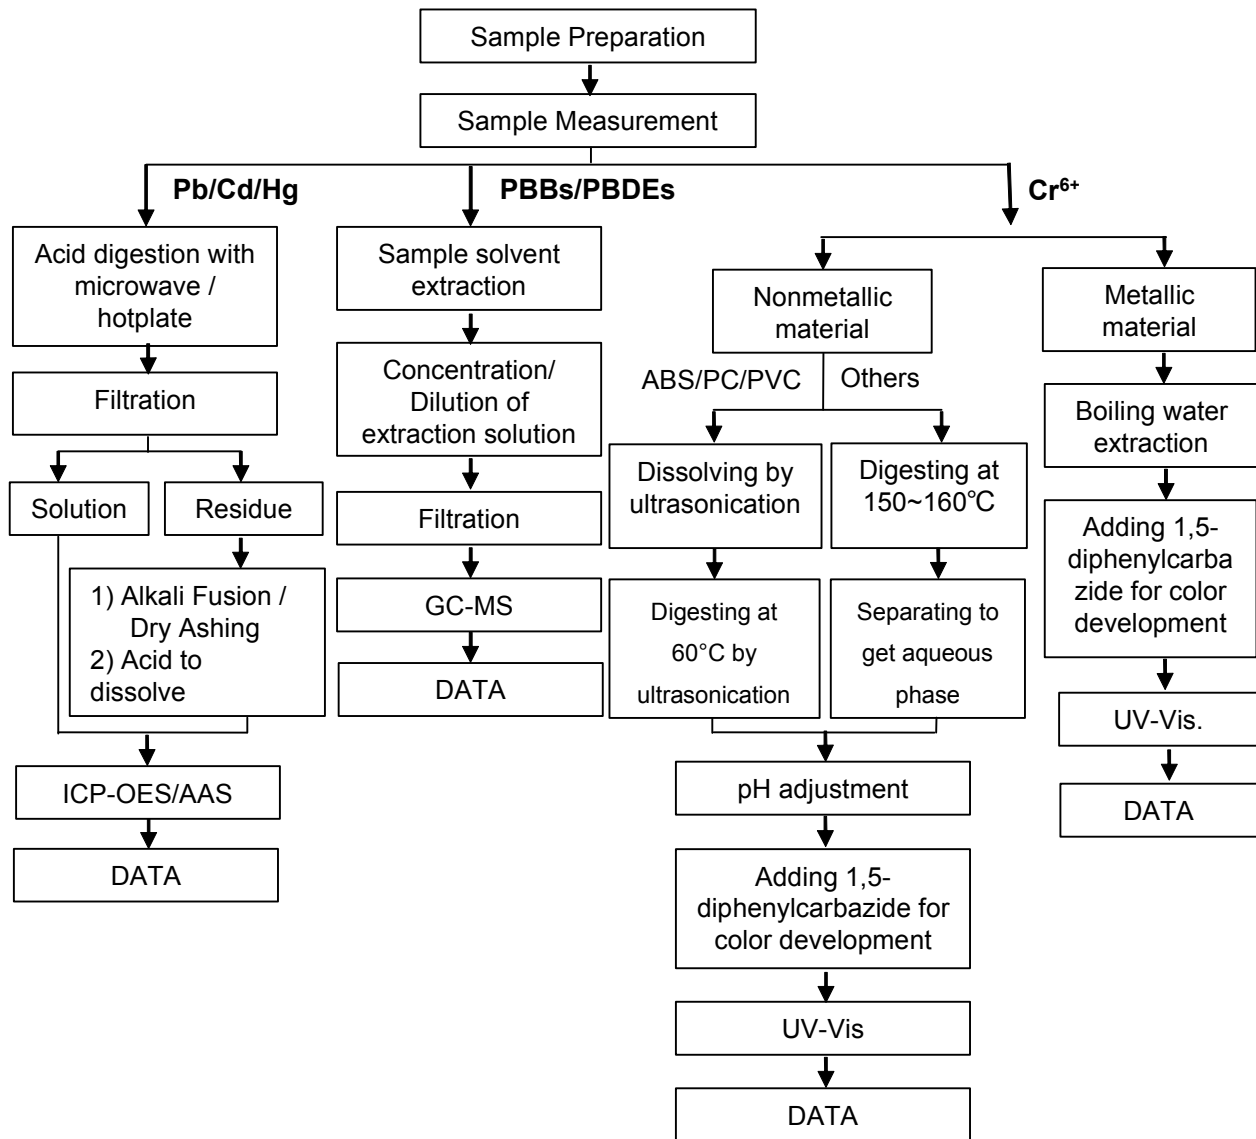 Sample Preparation
Sample Measurement
Pb/Cd/Hg
PBBs/PBDEs
Cr⁶⁺
Acid digestion with
microwave /
hotplate
Filtration
Solution
Residue
1) Alkali Fusion /
Dry Ashing
2) Acid to
dissolve
ICP-OES/AAS
DATA
Sample solvent
extraction
Concentration/
Dilution of
extraction solution
Filtration
GC-MS
DATA
Nonmetallic
material
ABS/PC/PVC
Others
Dissolving by
ultrasonication
Digesting at
150~160℃
Digesting at
60°C by
ultrasonication
Separating to
get aqueous
phase
pH adjustment
Adding 1,5-
diphenylcarbazide for
color development
UV-Vis
DATA
Metallic
material
Boiling water
extraction
Adding 1,5-
diphenylcarba
zide for color
development
UV-Vis.
DATA